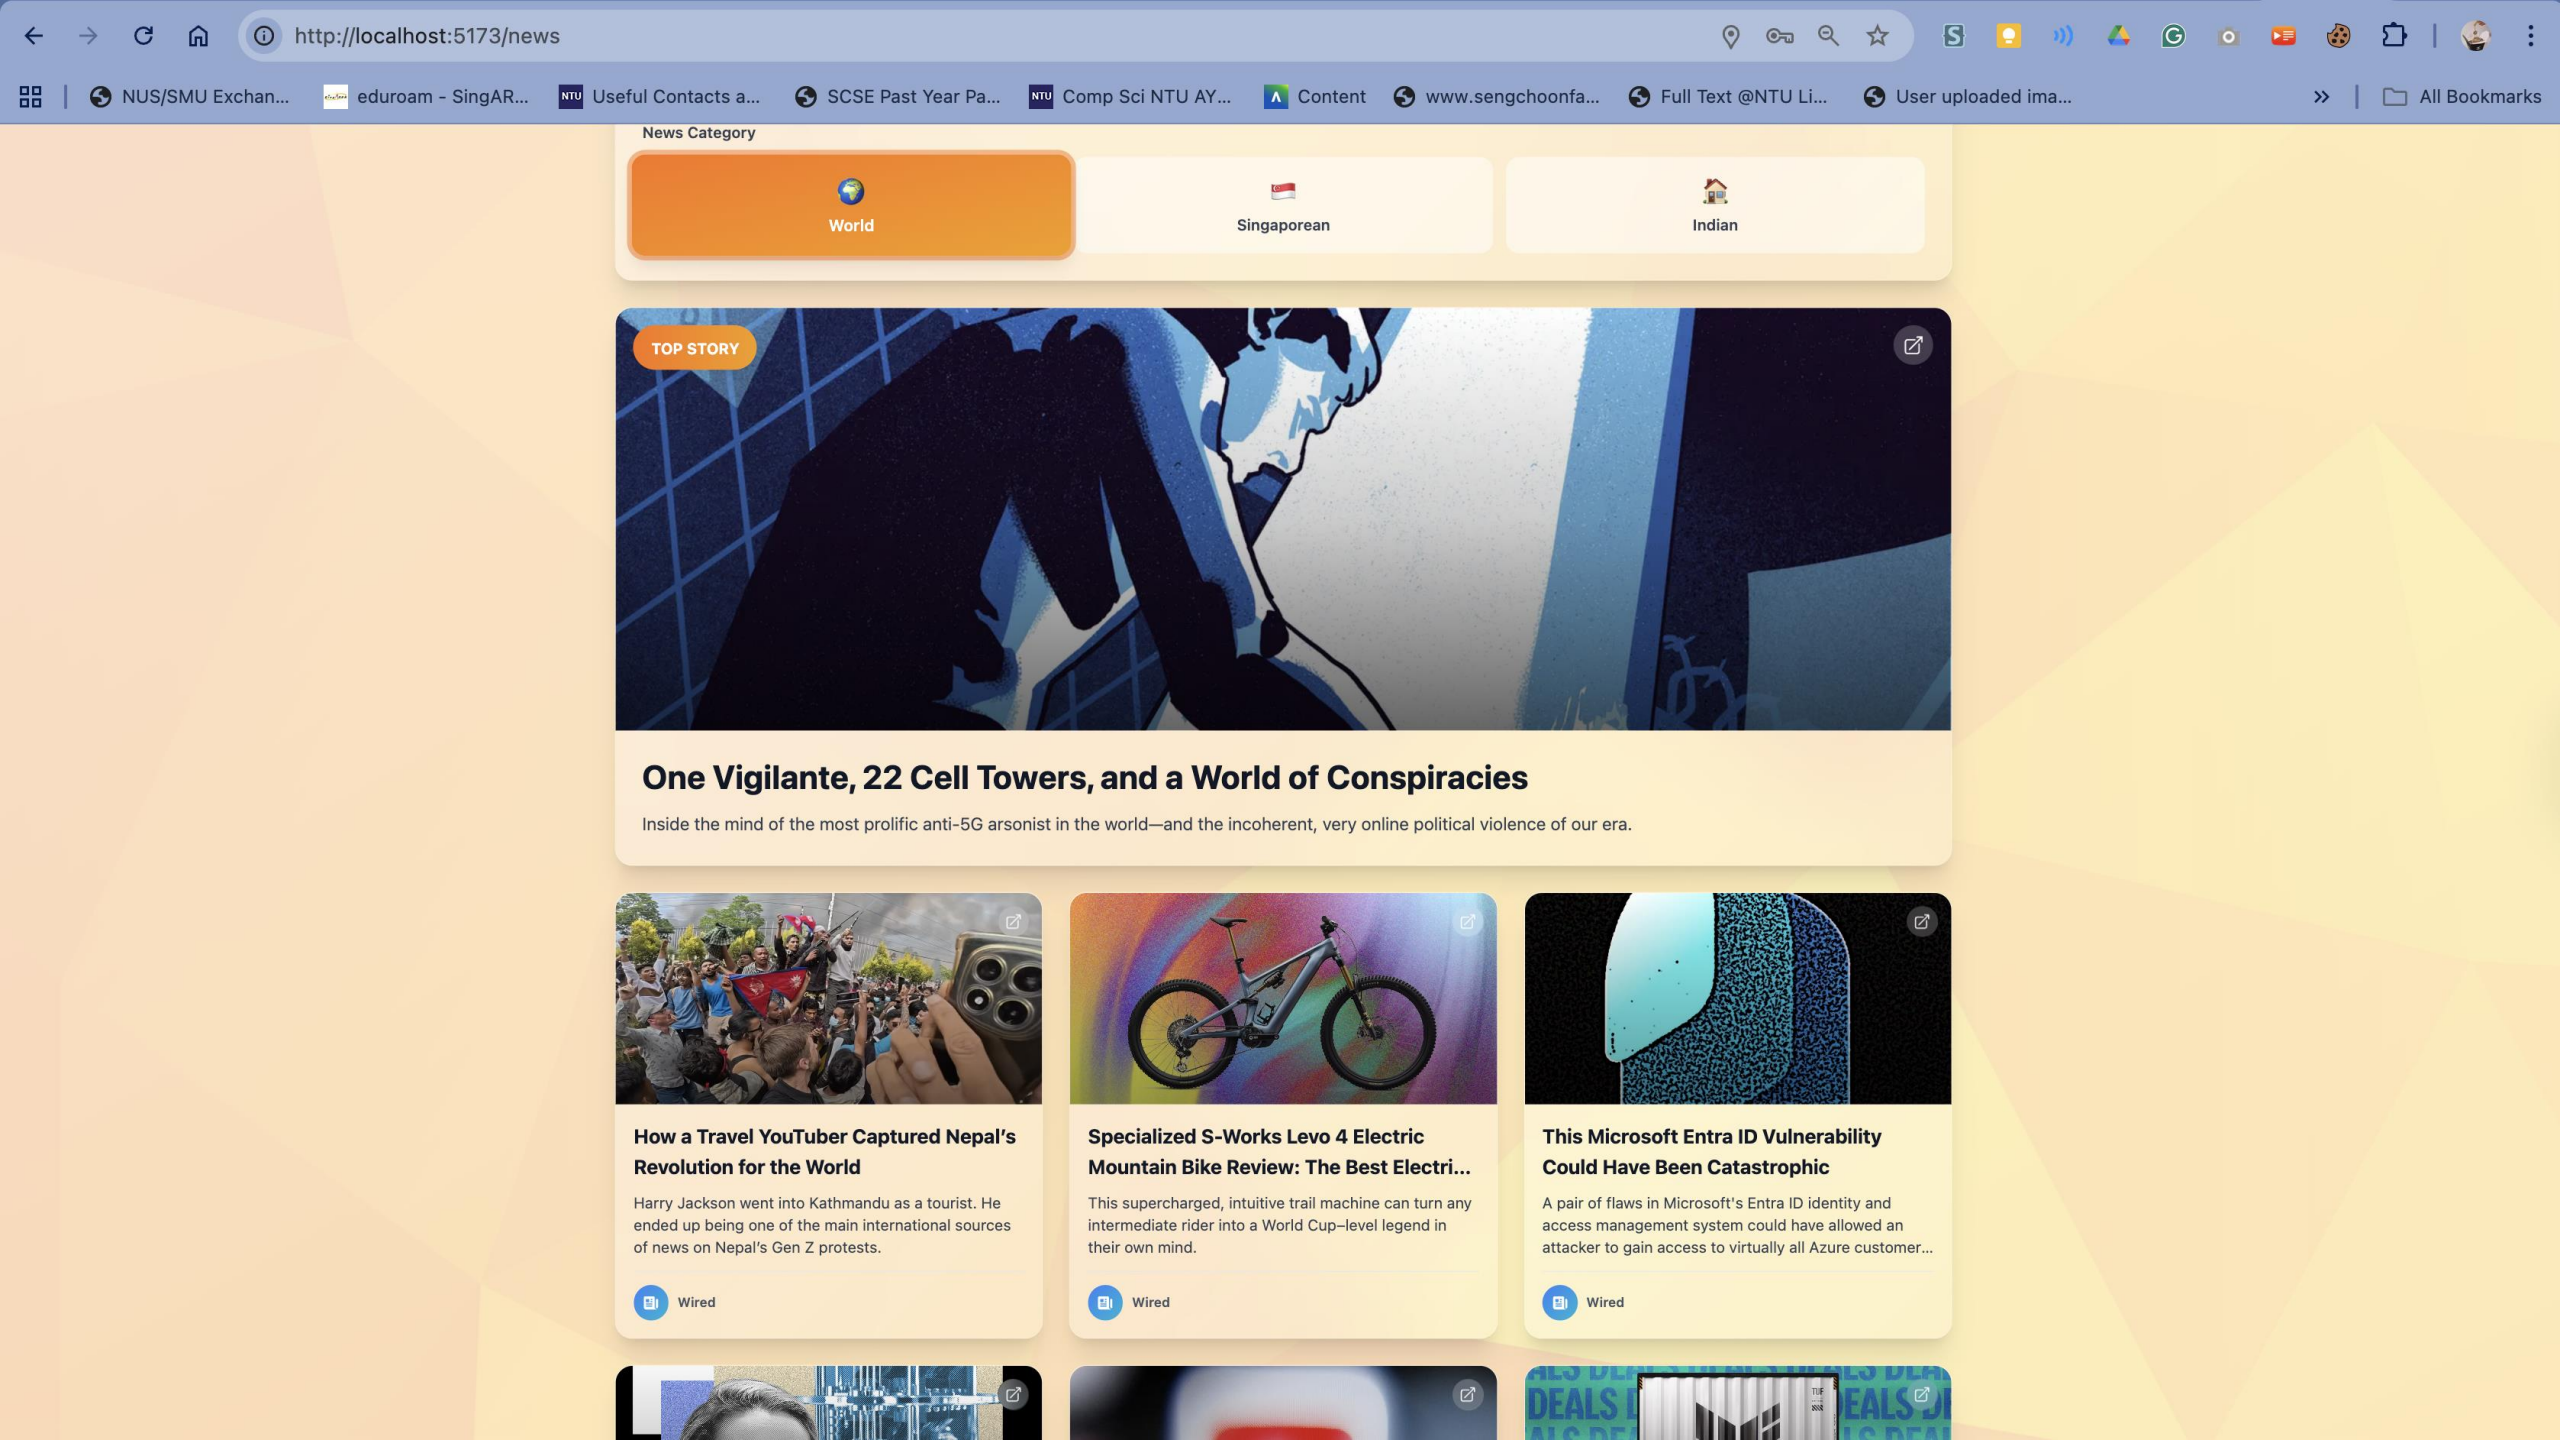 http://localhost:5173/news
NUS/SMU Exchan...
eduroam - SingAR...
NTU
Useful Contacts a...
SCSE Past Year Pa...
NTU
Comp Sci NTU AY...
Content
www.sengchoonfa...
Full Text @NTU Li...
User uploaded ima...
All Bookmarks
News Category
World
Singaporean
Indian
TOP STORY
One Vigilante, 22 Cell Towers, and a World of Conspiracies
Inside the mind of the most prolific anti-5G arsonist in the world—and the incoherent, very online political violence of our era.
How a Travel YouTuber Captured Nepal’s
Revolution for the World
Harry Jackson went into Kathmandu as a tourist. He
ended up being one of the main international sources
of news on Nepal’s Gen Z protests.
Wired
Specialized S-Works Levo 4 Electric
Mountain Bike Review: The Best Electri...
This supercharged, intuitive trail machine can turn any
intermediate rider into a World Cup–level legend in
their own mind.
Wired
This Microsoft Entra ID Vulnerability
Could Have Been Catastrophic
A pair of flaws in Microsoft's Entra ID identity and
access management system could have allowed an
attacker to gain access to virtually all Azure customer...
Wired
DEALS